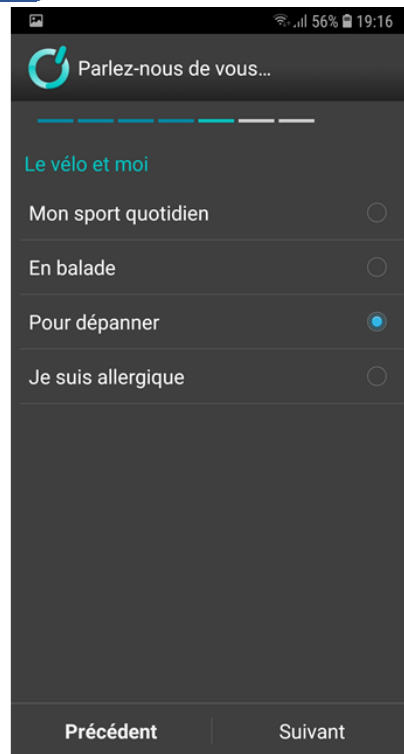 56% 19:16
Parlez-nous de vous...
Le vélo et moi
Mon sport quotidien
En balade
Pour dépanner
Je suis allergique
Précédent Suivant